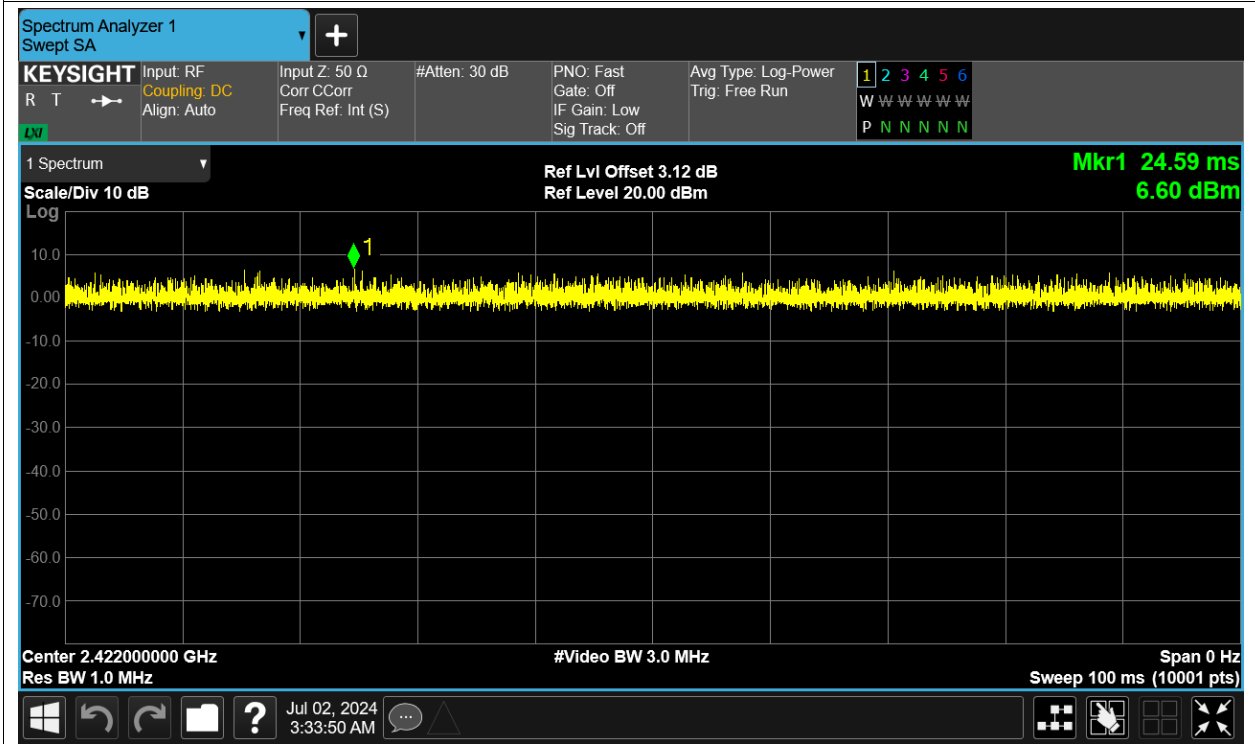 Spectrum Analyzer 1
Swept SA
+
KEYSIGHT
R T
LXI
Input: RF
Coupling: DC
Align: Auto
Input Z: 50 Ω
Corr CCorr
Freq Ref: Int (S)
#Atten: 30 dB
PNO: Fast
Gate: Off
IF Gain: Low
Sig Track: Off
Avg Type: Log-Power
Trig: Free Run
1 2 3 4 5 6
W W W W W W
P N N N N N
1 Spectrum
Scale/Div 10 dB
Log
Ref Lvl Offset 3.12 dB
Ref Level 20.00 dBm
Mkr1 24.59 ms
6.60 dBm
1
10.0
0.00
-10.0
-20.0
-30.0
-40.0
-50.0
-60.0
-70.0
Center 2.422000000 GHz
Res BW 1.0 MHz
#Video BW 3.0 MHz
Span 0 Hz
Sweep 100 ms (10001 pts)
?
Jul 02, 2024
3:33:50 AM